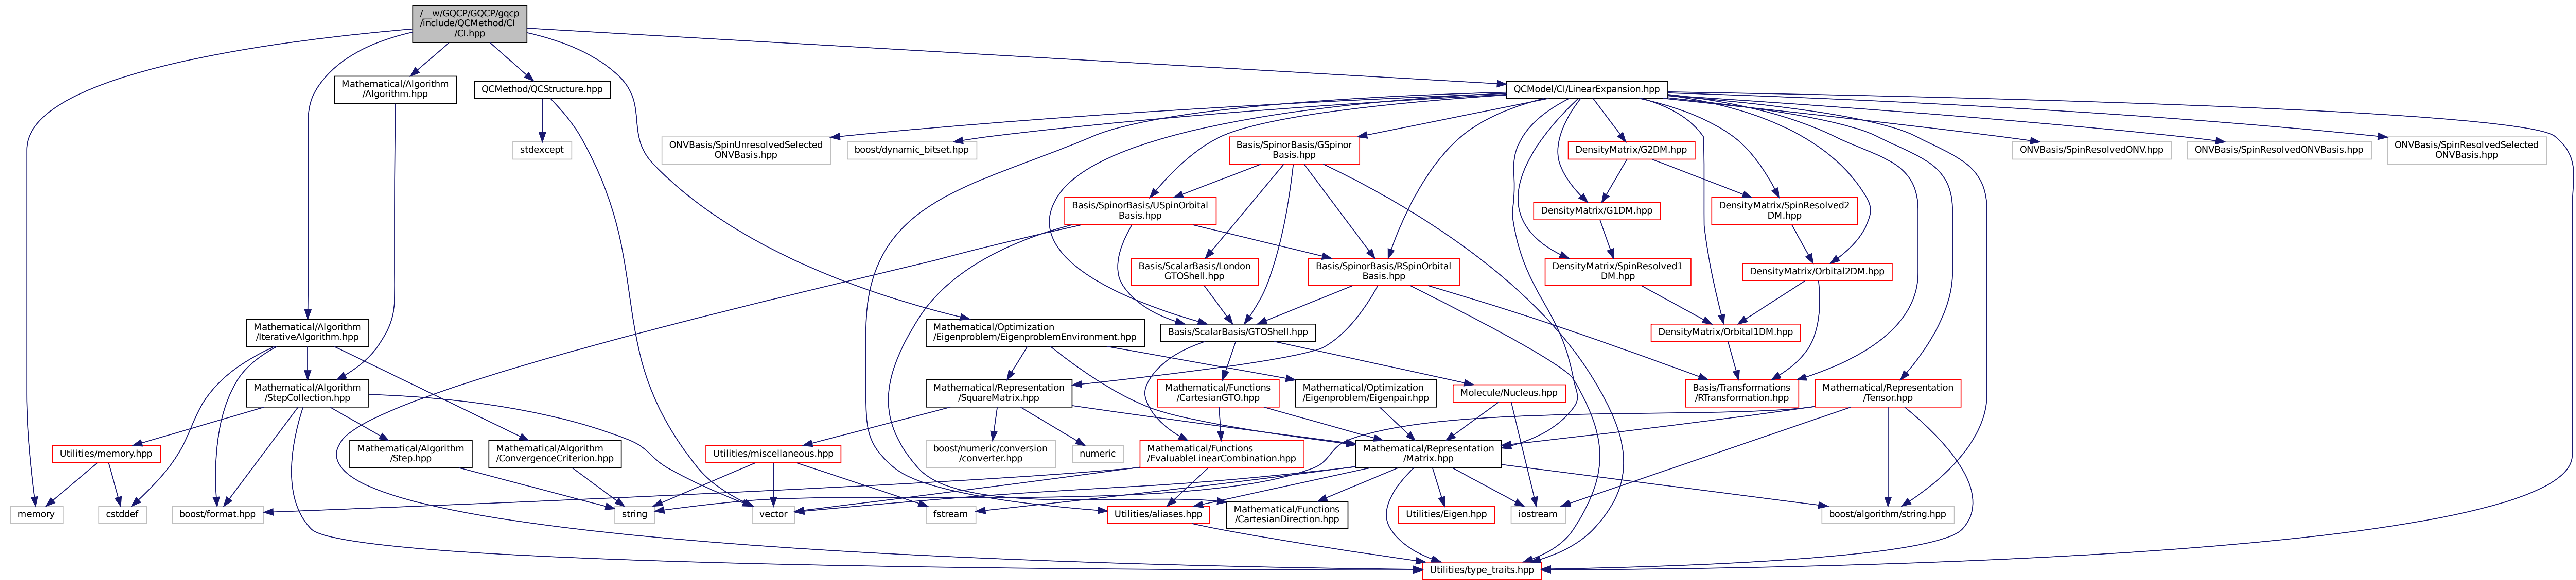 /__w/GQCP/GQCP/gqcp
/include/QCMethod/CI
/CI.hpp
Mathematical/Algorithm
/Algorithm.hpp
QCMethod/QCStructure.hpp
QCModel/CI/LinearExpansion.hpp
stdexcept
ONVBasis/SpinUnresolvedSelected
ONVBasis.hpp
boost/dynamic_bitset.hpp
Basis/SpinorBasis/GSpinor
Basis.hpp
DensityMatrix/G2DM.hpp
ONVBasis/SpinResolvedONV.hpp
ONVBasis/SpinResolvedONVBasis.hpp
ONVBasis/SpinResolvedSelected
ONVBasis.hpp
Basis/SpinorBasis/USpinOrbital
Basis.hpp
DensityMatrix/G1DM.hpp
DensityMatrix/SpinResolved2
DM.hpp
Basis/ScalarBasis/London
GTOShell.hpp
Basis/SpinorBasis/RSpinOrbital
Basis.hpp
DensityMatrix/SpinResolved1
DM.hpp
DensityMatrix/Orbital2DM.hpp
Mathematical/Algorithm
/IterativeAlgorithm.hpp
Mathematical/Optimization
/Eigenproblem/EigenproblemEnvironment.hpp
Basis/ScalarBasis/GTOShell.hpp
DensityMatrix/Orbital1DM.hpp
Mathematical/Algorithm
/StepCollection.hpp
Mathematical/Representation
/SquareMatrix.hpp
Mathematical/Functions
/CartesianGTO.hpp
Mathematical/Optimization
/Eigenproblem/Eigenpair.hpp
Molecule/Nucleus.hpp
Basis/Transformations
/RTransformation.hpp
Mathematical/Representation
/Tensor.hpp
Utilities/memory.hpp
Mathematical/Algorithm
/Step.hpp
Mathematical/Algorithm
/ConvergenceCriterion.hpp
Utilities/miscellaneous.hpp
boost/numeric/conversion
/converter.hpp
numeric
Mathematical/Functions
/EvaluableLinearCombination.hpp
Mathematical/Representation
/Matrix.hpp
memory
cstddef
boost/format.hpp
string
vector
fstream
Utilities/aliases.hpp
Mathematical/Functions
/CartesianDirection.hpp
Utilities/Eigen.hpp
iostream
boost/algorithm/string.hpp
Utilities/type_traits.hpp